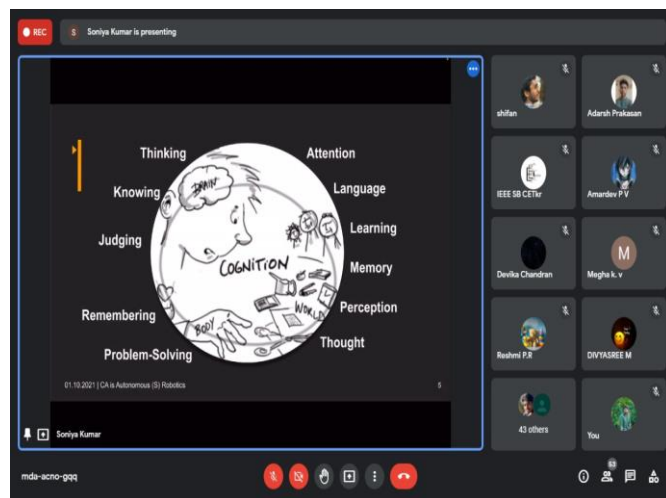 REC
S Soniya Kumar is presenting
Thinking
Attention
Knowing
BRAIN
Language
Judging
Learning
COGNITION
Memory
WORLD
Perception
Remembering
BODY
Thought
Problem-Solving
01.10.2021 | CA is Autonomous (S) Robotics
5
Soniya Kumar
shifan
Adarsh Prakasan
IEEE SB CETkr
Amardev P V
Devika Chandran
M
Megha k. v
Reshmi P.R
DIVYASREE M
43 others
You
mda-acno-gqq
53